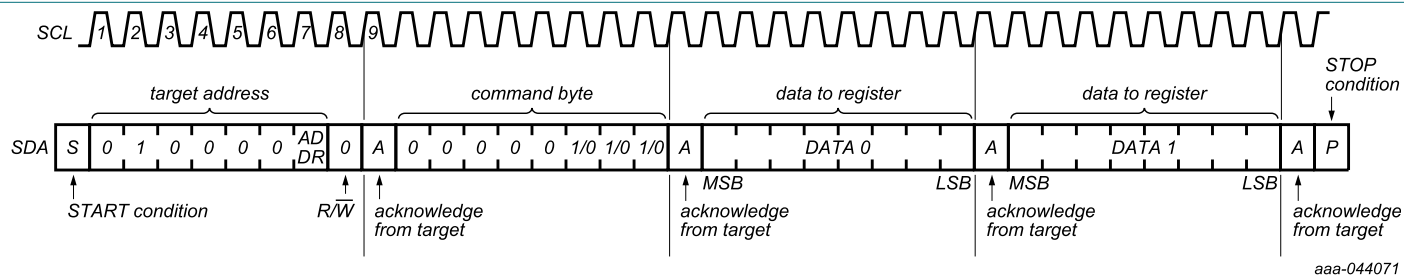 SCL 1 2 3 4 5 6 7 8 9
STOP
condition
target address command byte data to register data to register
SDA S 0 1 0 0 0 0 AD DR 0 A 0 0 0 0 0 1/0 1/0 1/0 A DATA 0 A DATA 1 A P
MSB LSB MSB LSB
START condition R/W̅ acknowledge from target acknowledge from target acknowledge from target acknowledge from target
aaa-044071